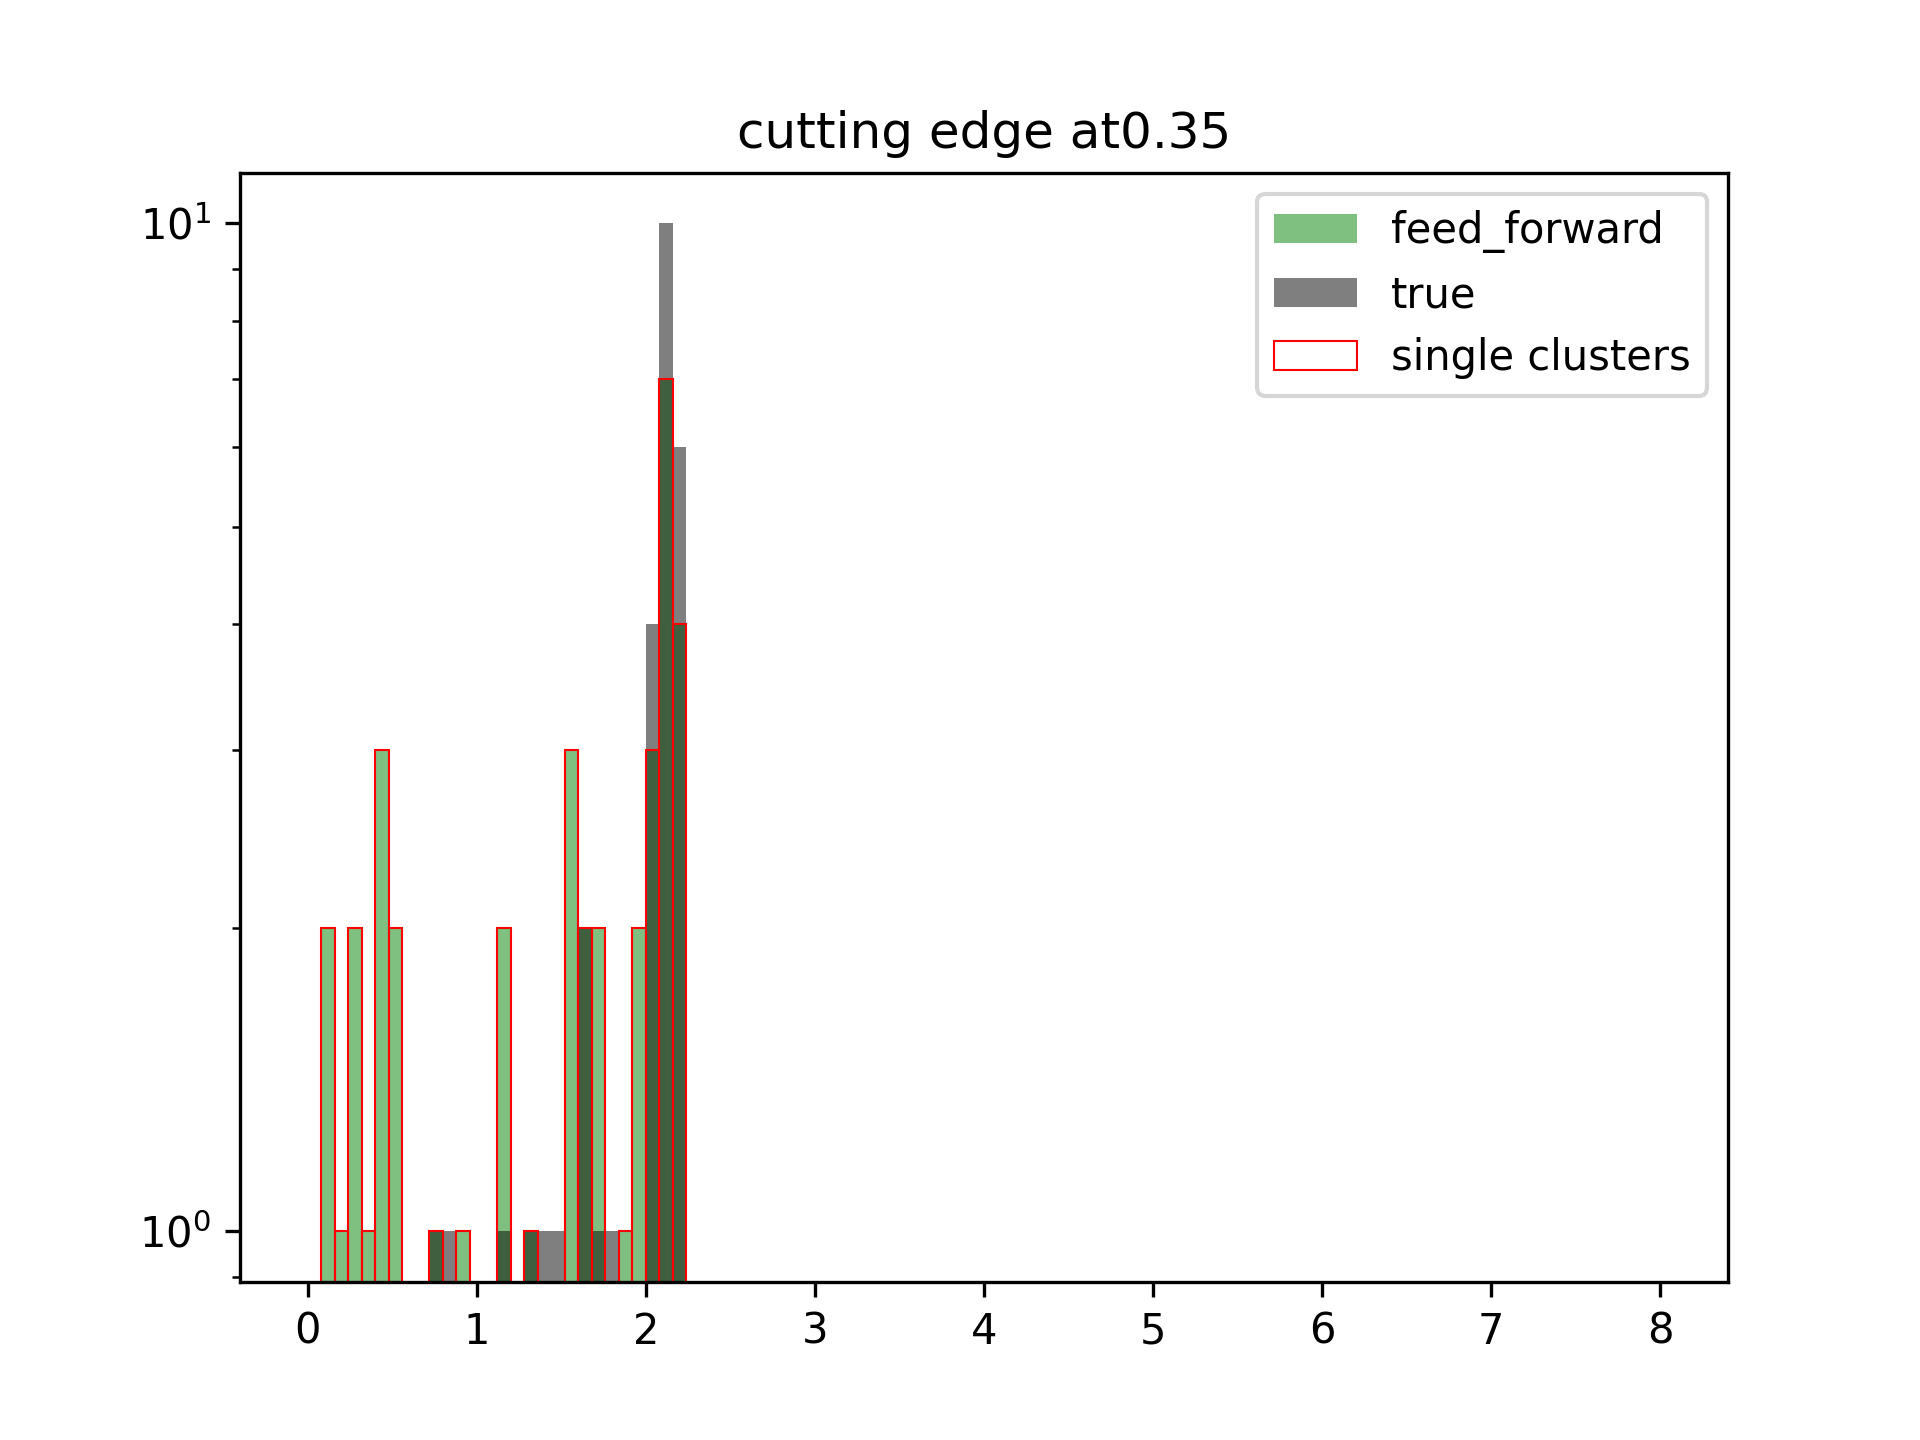 cutting edge at0.35
10¹
10⁰
feed_forward
true
single clusters
0 1 2 3 4 5 6 7 8